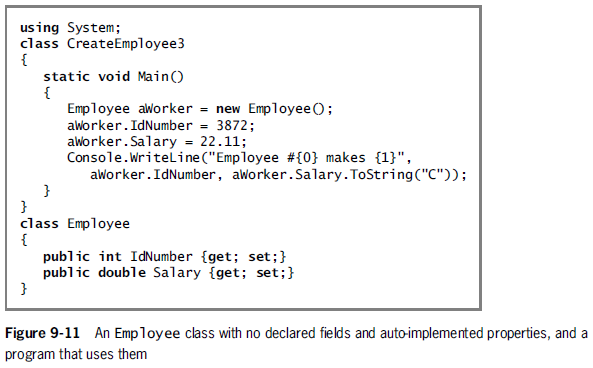 using System;
class CreateEmployee3
{
   static void Main()
   {
      Employee aWorker = new Employee();
      aWorker.IdNumber = 3872;
      aWorker.Salary = 22.11;
      Console.WriteLine("Employee #{0} makes {1}",
         aWorker.IdNumber, aWorker.Salary.ToString("C"));
   }
}
class Employee
{
   public int IdNumber {get; set;}
   public double Salary {get; set;}
}
Figure 9-11 An Employee class with no declared fields and auto-implemented properties, and a
program that uses them